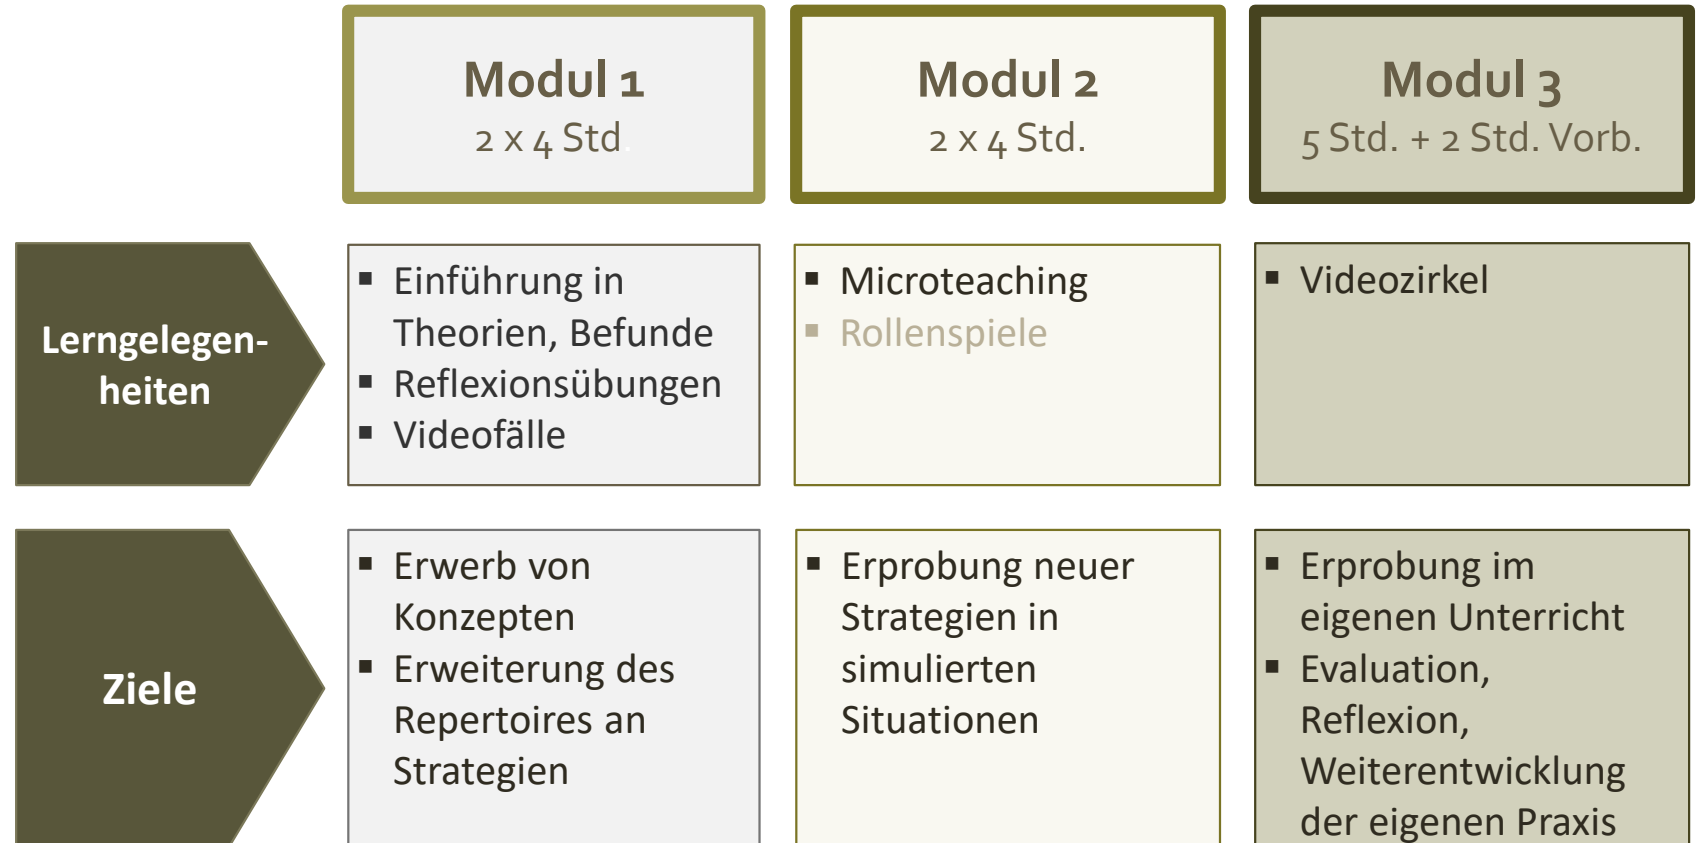 Modul 1
2 x 4 Std.
Modul 2
2 x 4 Std.
Modul 3
5 Std. + 2 Std. Vorb.
Lerngelegen-
heiten
▪ Einführung in
Theorien, Befunde
▪ Reflexionsübungen
▪ Videofälle
▪ Microteaching
▪ Rollenspiele
▪ Videozirkel
Ziele
▪ Erwerb von
Konzepten
▪ Erweiterung des
Repertoires an
Strategien
▪ Erprobung neuer
Strategien in
simulierten
Situationen
▪ Erprobung im
eigenen Unterricht
▪ Evaluation,
Reflexion,
Weiterentwicklung
der eigenen Praxis